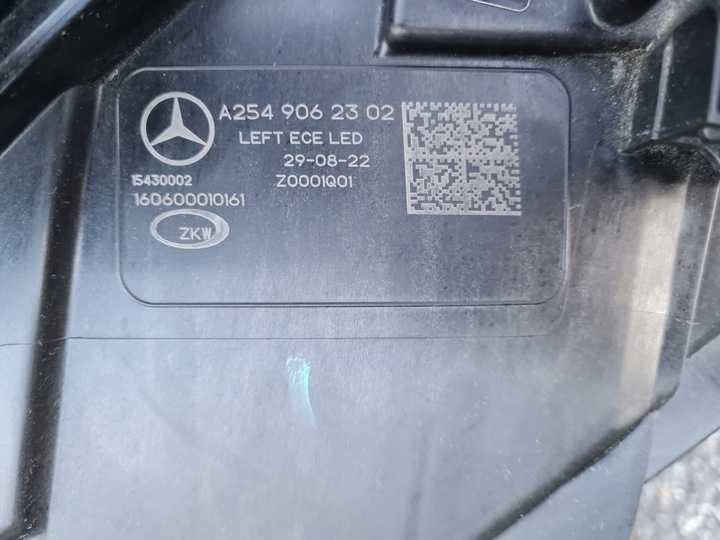 A254 906 23 02
LEFT ECE LED
29-08-22
15430002 Z0001Q01
160600010161
ZKW